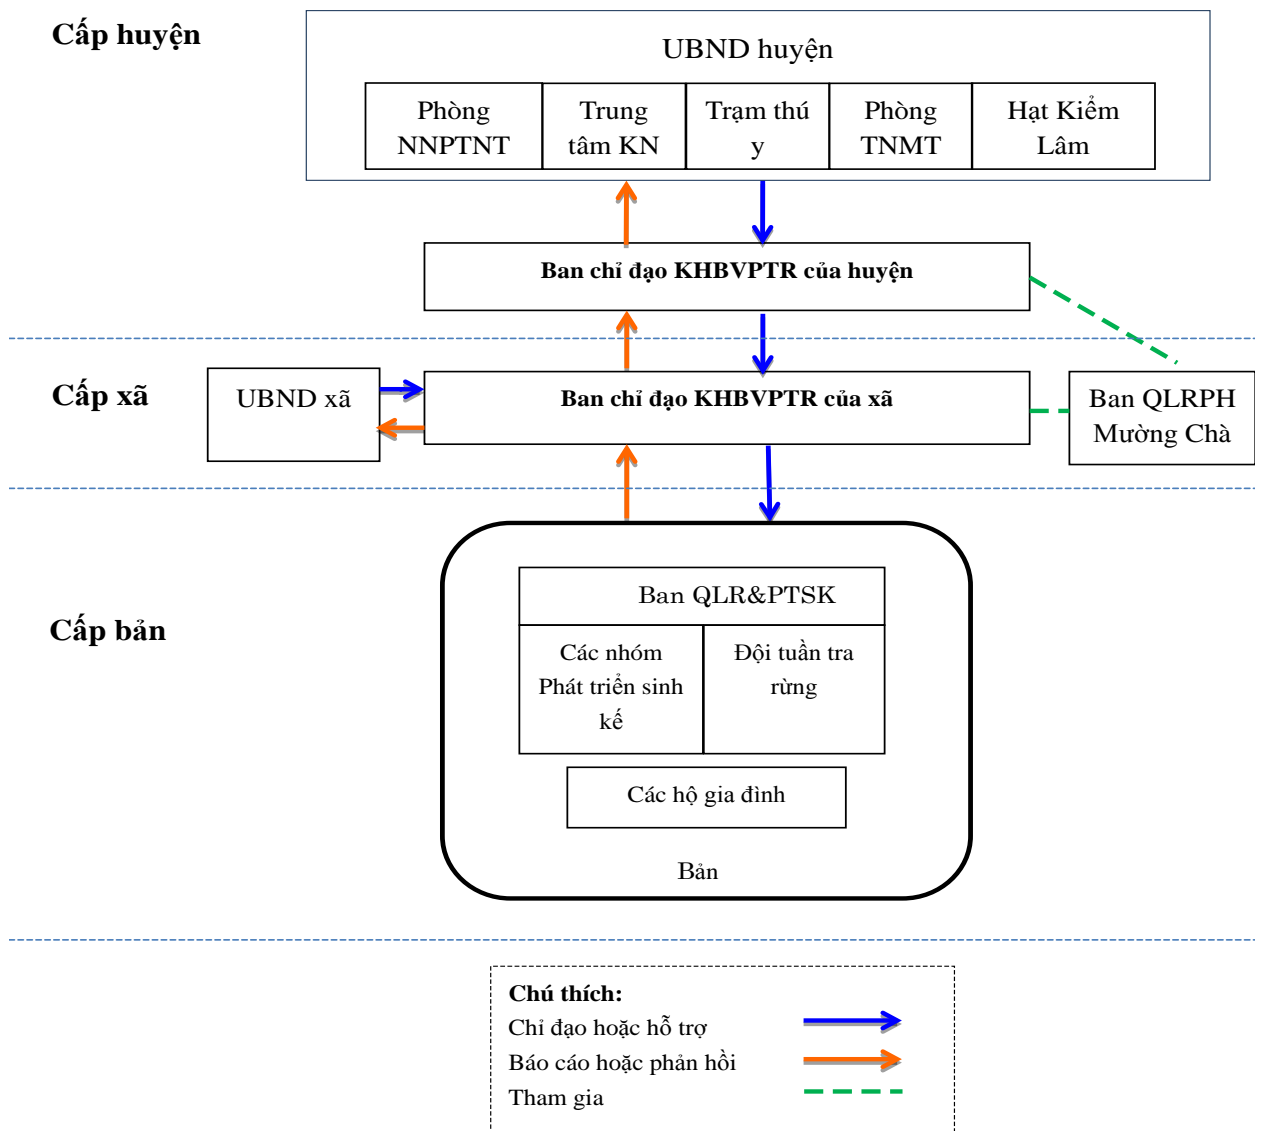 Cấp huyện
UBND huyện
Phòng
NNPTNT
Trung
tâm KN
Trạm thú
y
Phòng
TNMT
Hạt Kiểm
Lâm
Ban chỉ đạo KHBVPTR của huyện
Cấp xã
UBND xã
Ban chỉ đạo KHBVPTR của xã
Ban QLRPH
Mường Chà
Cấp bản
Ban QLR&PTSK
Các nhóm
Phát triển sinh
kế
Đội tuần tra
rừng
Các hộ gia đình
Bản
Chú thích:
Chỉ đạo hoặc hỗ trợ
Báo cáo hoặc phản hồi
Tham gia